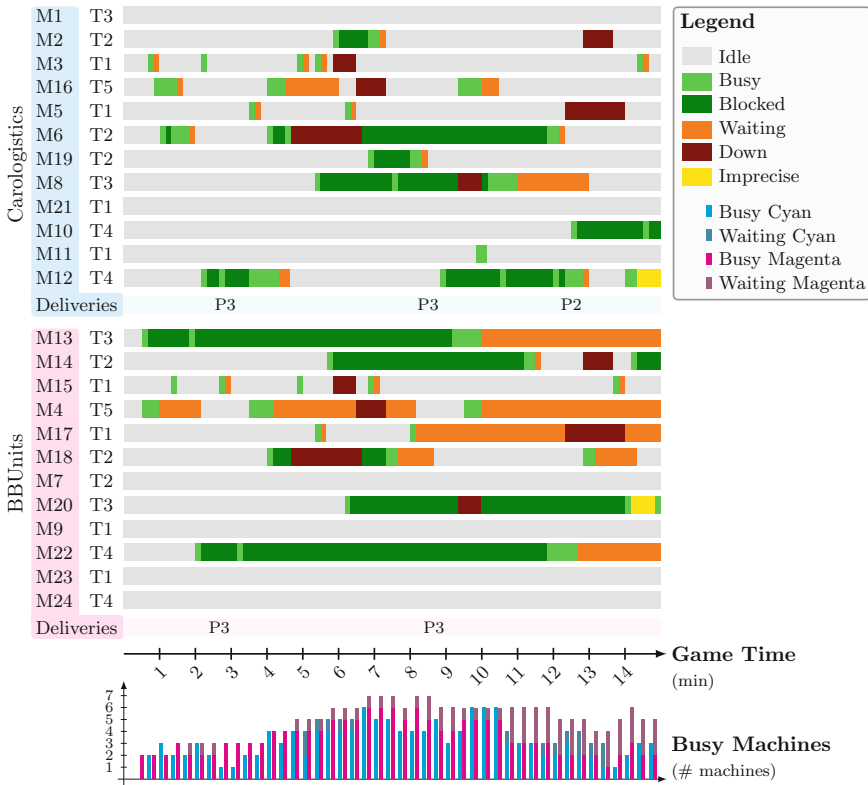 Carologistics
M1 T3
M2 T2
M3 T1
M16 T5
M5 T1
M6 T2
M19 T2
M8 T3
M21 T1
M10 T4
M11 T1
M12 T4
Deliveries P3 P3 P2
BBUnits
M13 T3
M14 T2
M15 T1
M4 T5
M17 T1
M18 T2
M7 T2
M20 T3
M9 T1
M22 T4
M23 T1
M24 T4
Deliveries P3 P3
1 2 3 4 5 6 7 8 9 10 11 12 13 14
Game Time
(min)
7
6
5
4
3
2
1
Busy Machines
(# machines)
Legend
Idle
Busy
Blocked
Waiting
Down
Imprecise
Busy Cyan
Waiting Cyan
Busy Magenta
Waiting Magenta